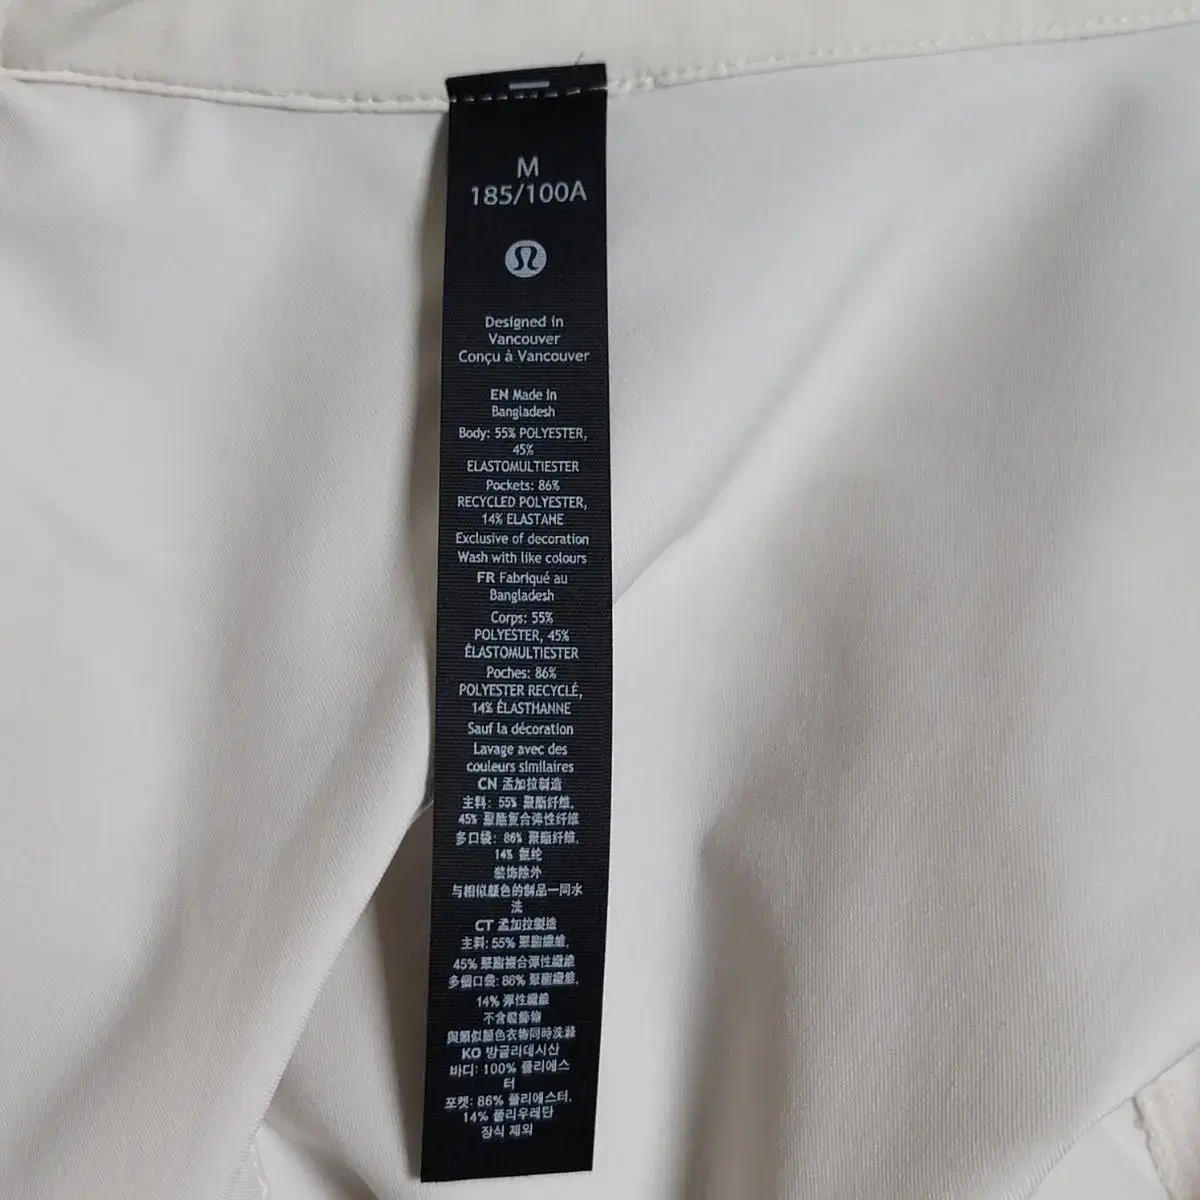 M
185/100A
Designed in
Vancouver
Conçu à Vancouver
EN Made in
Bangladesh
Body: 55% POLYESTER,
45%
ELASTOMULTIESTER
Pockets: 86%
RECYCLED POLYESTER,
14% ELASTANE
Exclusive of decoration
Wash with like colours
FR Fabriqué au
Bangladesh
Corps: 55%
POLYESTER, 45%
ÉLASTOMULTIESTER
Poches: 86%
POLYESTER RECYCLÉ,
14% ÉLASTHANNE
Sauf la décoration
Lavage avec des
couleurs similaires
CN 孟加拉制造
主料: 55% 聚酯纤维,
45% 聚酯复合弹性纤维
多口袋: 86% 聚酯纤维,
14% 氨纶
装饰除外
与相似颜色的制品一同水
洗
CT 孟加拉製造
主料: 55% 聚酯纖維,
45% 聚酯複合彈性纖維
多個口袋: 86% 聚酯纖維,
14% 彈性纖維
不含裝飾物
與類似顏色衣物同時洗滌
KO 방글라데시산
바디: 100% 폴리에스
터
포켓: 86% 폴리에스터,
14% 폴리우레탄
장식 제외